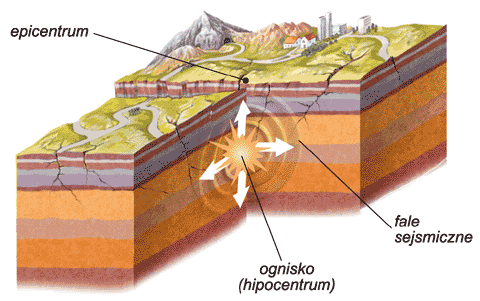 epicentrum
fale
sejsmiczne
ognisko
(hipocentrum)